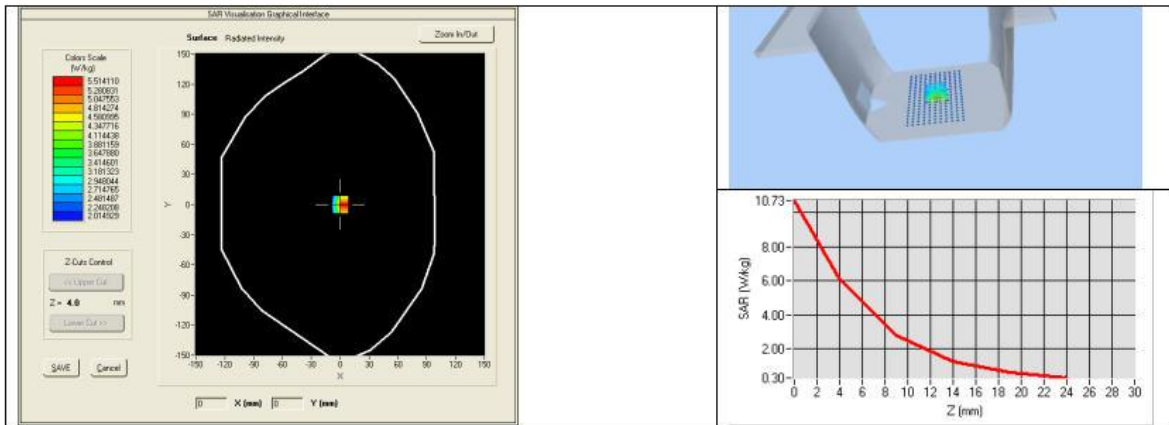 SAR Visualisation Graphical Interface
Surface Radiated Intensity
Zoom In/Out
Colors Scale
(W/kg)
5.514110
5.280831
5.047553
4.814274
4.580995
4.347716
4.114438
3.881159
3.647880
3.414601
3.181323
2.948044
2.714765
2.481487
2.248208
2.014929
150
120
90
60
30
0
-30
-60
-90
-120
-150
Y
-150 -120 -90 -60 -30 0 30 60 90 120 150
X
Z-Cuts Control
<< Upper Cut
Z = 4.0 mm
Lower Cut >>
SAVE Cancel
0 X (mm) 0 Y (mm)
10.73
8.00
6.00
4.00
2.00
0.30
SAR (W/kg)
0 2 4 6 8 10 12 14 16 18 20 22 24 26 28 30
Z (mm)